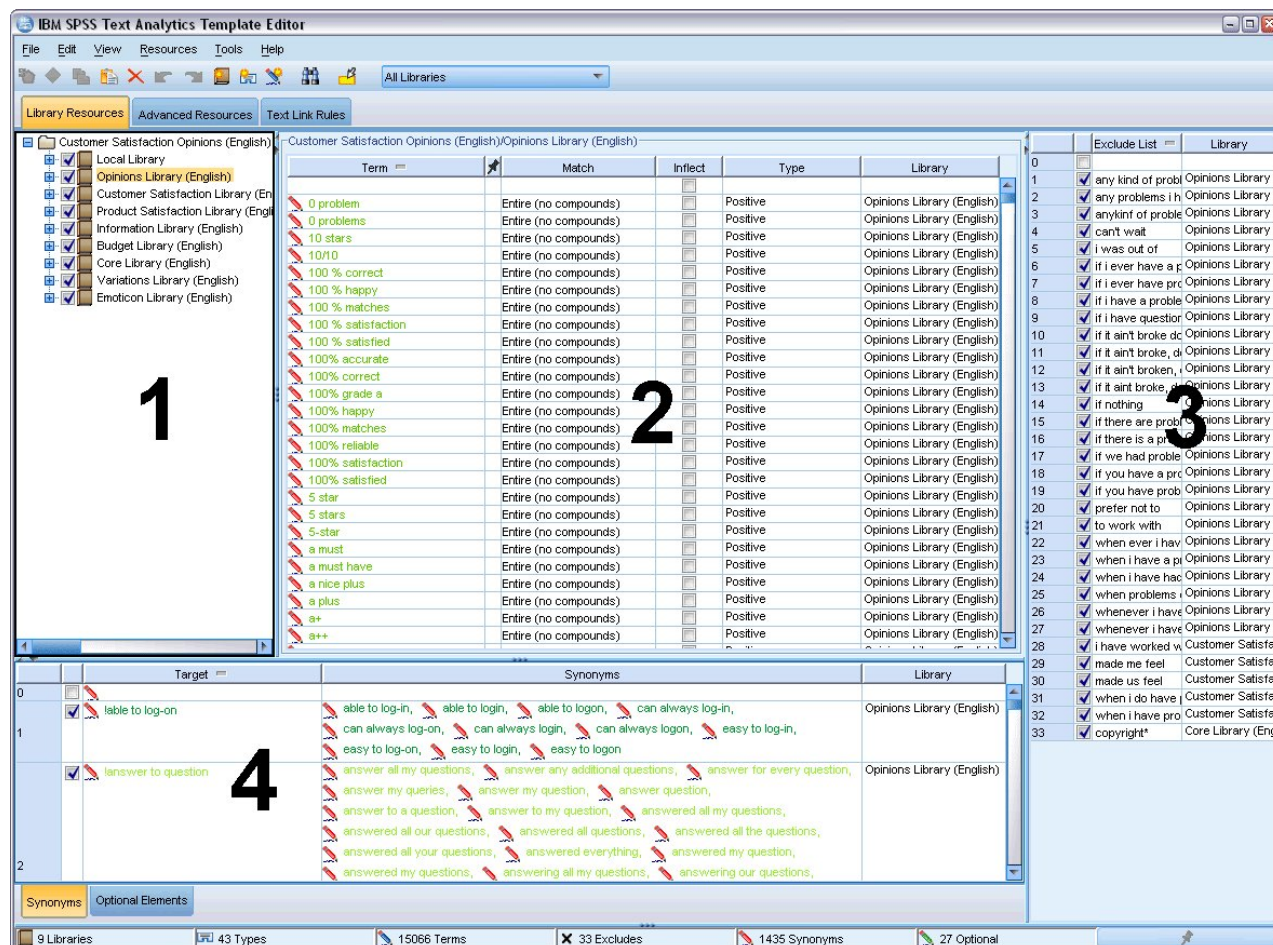 IBM SPSS Text Analytics Template Editor
File Edit View Resources Tools Help
All Libraries
Library Resources Advanced Resources Text Link Rules
Customer Satisfaction Opinions (English)
Local Library
Opinions Library (English)
Customer Satisfaction Library (En
Product Satisfaction Library (Engli
Information Library (English)
Budget Library (English)
Core Library (English)
Variations Library (English)
Emoticon Library (English)
1
Customer Satisfaction Opinions (English)/Opinions Library (English)
Term Match Inflect Type Library
0 problem Entire (no compounds) Positive Opinions Library (English)
0 problems Entire (no compounds) Positive Opinions Library (English)
10 stars Entire (no compounds) Positive Opinions Library (English)
10/10 Entire (no compounds) Positive Opinions Library (English)
100 % correct Entire (no compounds) Positive Opinions Library (English)
100 % happy Entire (no compounds) Positive Opinions Library (English)
100 % matches Entire (no compounds) Positive Opinions Library (English)
100 % satisfaction Entire (no compounds) Positive Opinions Library (English)
100 % satisfied Entire (no compounds) Positive Opinions Library (English)
100% accurate Entire (no compounds) Positive Opinions Library (English)
100% correct Entire (no compounds) Positive Opinions Library (English)
100% grade a Entire (no compounds) Positive Opinions Library (English)
100% happy Entire (no compounds) Positive Opinions Library (English)
100% matches Entire (no compounds) Positive Opinions Library (English)
100% reliable Entire (no compounds) Positive Opinions Library (English)
100% satisfaction Entire (no compounds) Positive Opinions Library (English)
100% satisfied Entire (no compounds) Positive Opinions Library (English)
5 star Entire (no compounds) Positive Opinions Library (English)
5 stars Entire (no compounds) Positive Opinions Library (English)
5-star Entire (no compounds) Positive Opinions Library (English)
a must Entire (no compounds) Positive Opinions Library (English)
a must have Entire (no compounds) Positive Opinions Library (English)
a nice plus Entire (no compounds) Positive Opinions Library (English)
a plus Entire (no compounds) Positive Opinions Library (English)
a+ Entire (no compounds) Positive Opinions Library (English)
a++ Entire (no compounds) Positive Opinions Library (English)
2
Exclude List Library
0
1 any kind of probl Opinions Library
2 any problems i h Opinions Library
3 anykinf of proble Opinions Library
4 can't wait Opinions Library
5 i was out of Opinions Library
6 if i ever have a p Opinions Library
7 if i ever have pro Opinions Library
8 if i have a proble Opinions Library
9 if i have question Opinions Library
10 if it ain't broke do Opinions Library
11 if it ain't broke, d Opinions Library
12 if it ain't broken, Opinions Library
13 if it aint broke, Opinions Library
14 if nothing Opinions Library
15 if there are prob Opinions Library
16 if there is a pr Opinions Library
17 if we had proble Opinions Library
18 if you have a pro Opinions Library
19 if you have prob Opinions Library
20 prefer not to Opinions Library
21 to work with Opinions Library
22 when ever i hav Opinions Library
23 when i have a p Opinions Library
24 when i have had Opinions Library
25 when problems Opinions Library
26 whenever i have Opinions Library
27 whenever i have Opinions Library
28 i have worked w Customer Satisfa
29 made me feel Customer Satisfa
30 made us feel Customer Satisfa
31 when i do have Customer Satisfa
32 when i have pro Customer Satisfa
33 copyright* Core Library (Eng
3
Target Synonyms Library
0
1 !able to log-on able to log-in, able to login, able to logon, can always log-in, Opinions Library (English)
can always log-on, can always login, can always logon, easy to log-in,
easy to log-on, easy to login, easy to logon
2 !answer to question answer all my questions, answer any additional questions, answer for every question, Opinions Library (English)
answer my queries, answer my question, answer question,
answer to a question, answer to my question, answered all my questions,
answered all our questions, answered all questions, answered all the questions,
answered all your questions, answered everything, answered my question,
answered my questions, answering all my questions, answering our questions,
4
Synonyms Optional Elements
9 Libraries 43 Types 15066 Terms 33 Excludes 1435 Synonyms 27 Optional